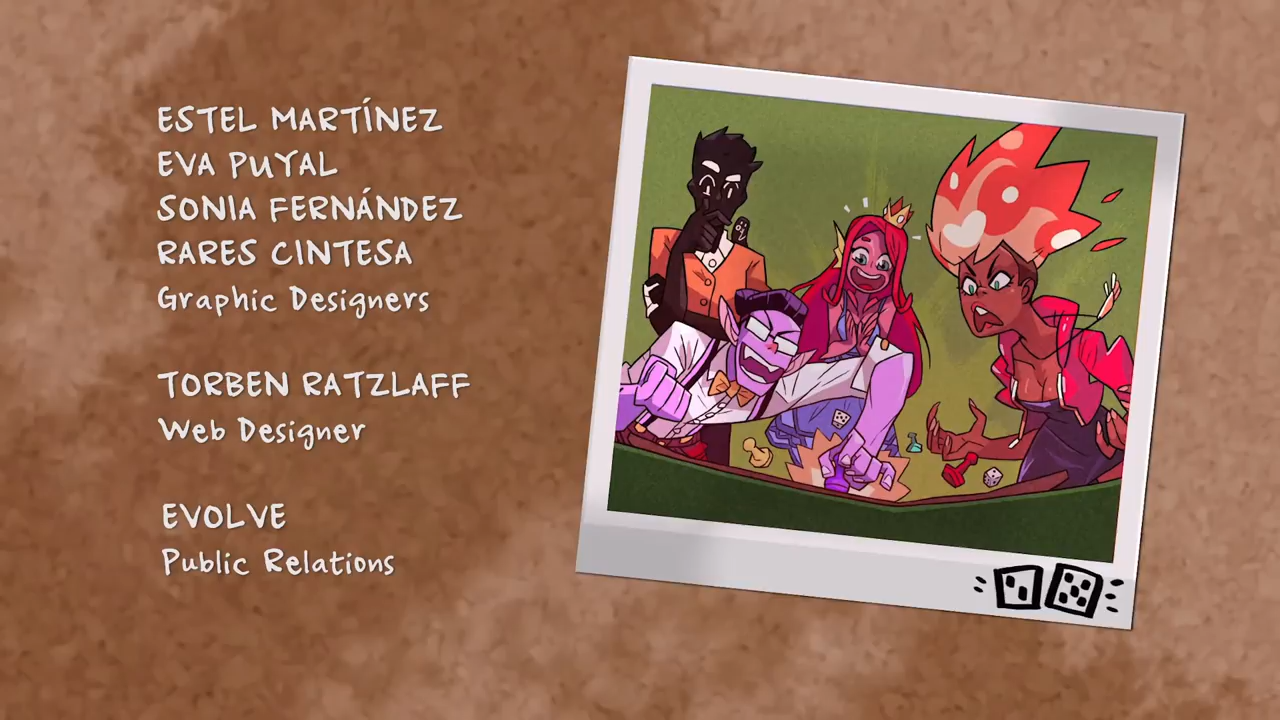 ESTEL MARTÍNEZ
EVA PUYAL
SONIA FERNÁNDEZ
RARES CINTESA
Graphic Designers
TORBEN RATZLAFF
Web Designer
EVOLVE
Public Relations